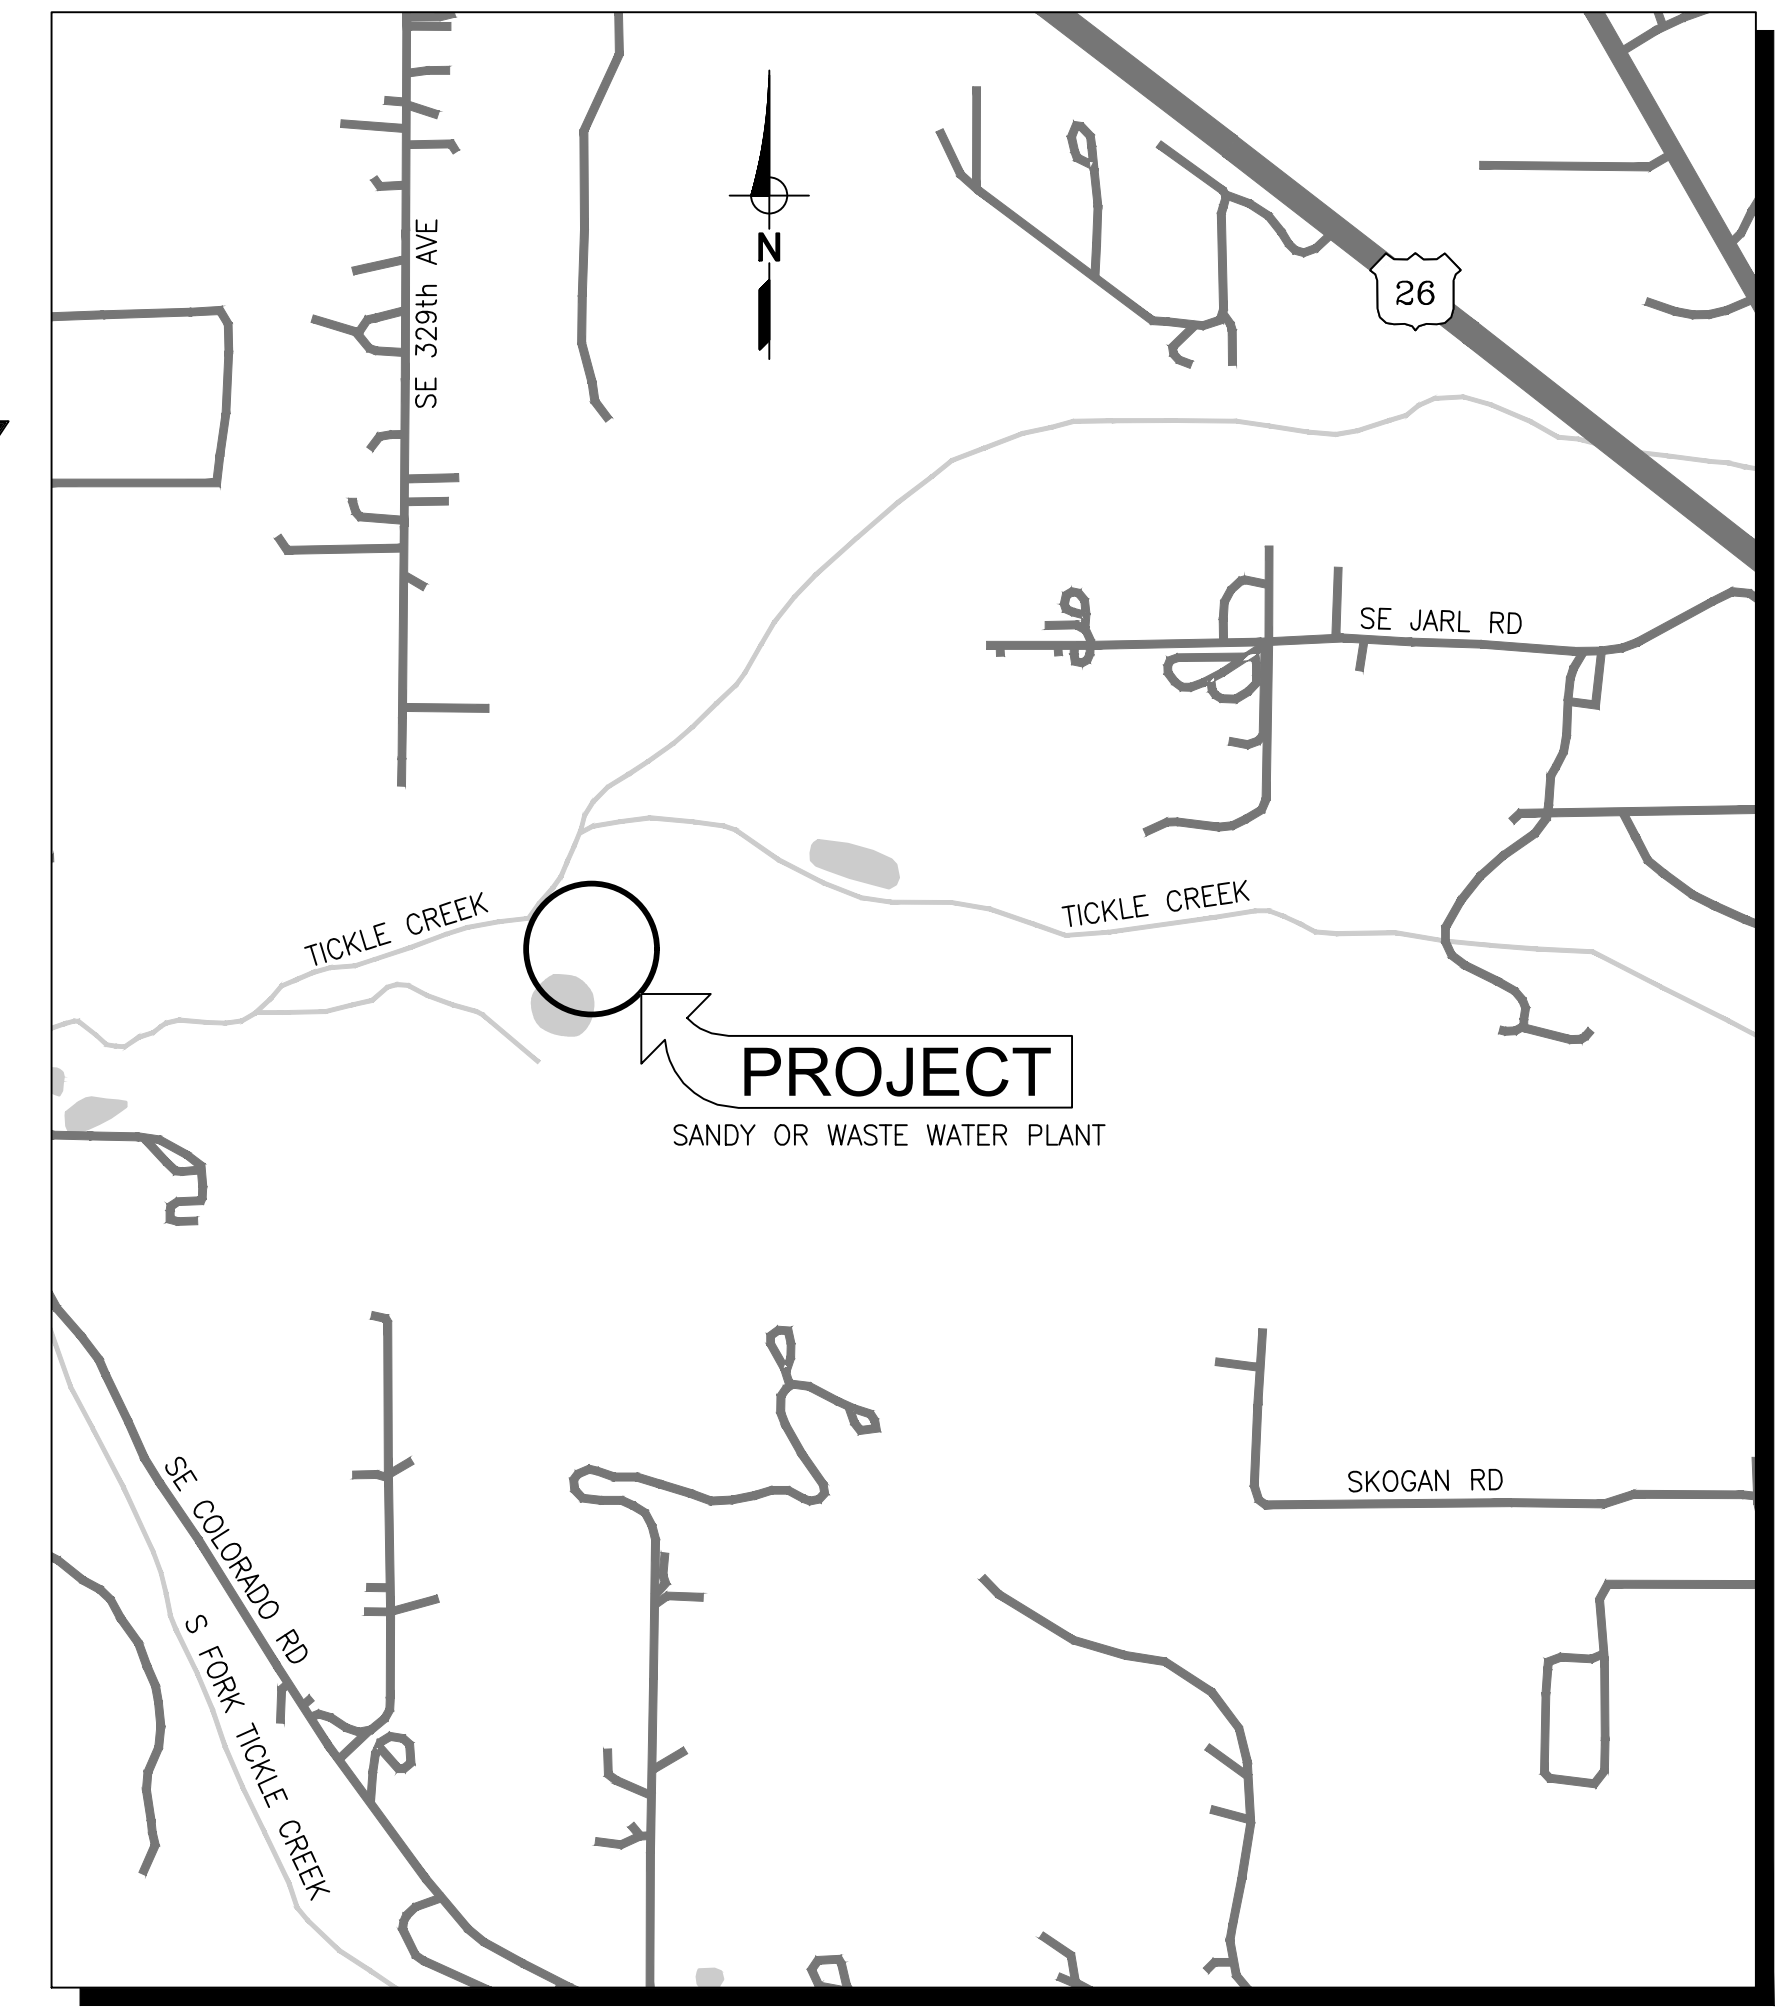 SE 329th AVE
N
26
SE JARL RD
TICKLE CREEK
TICKLE CREEK
PROJECT
SANDY OR WASTE WATER PLANT
SE COLORADO RD
SKOGAN RD
S FORK TICKLE CREEK